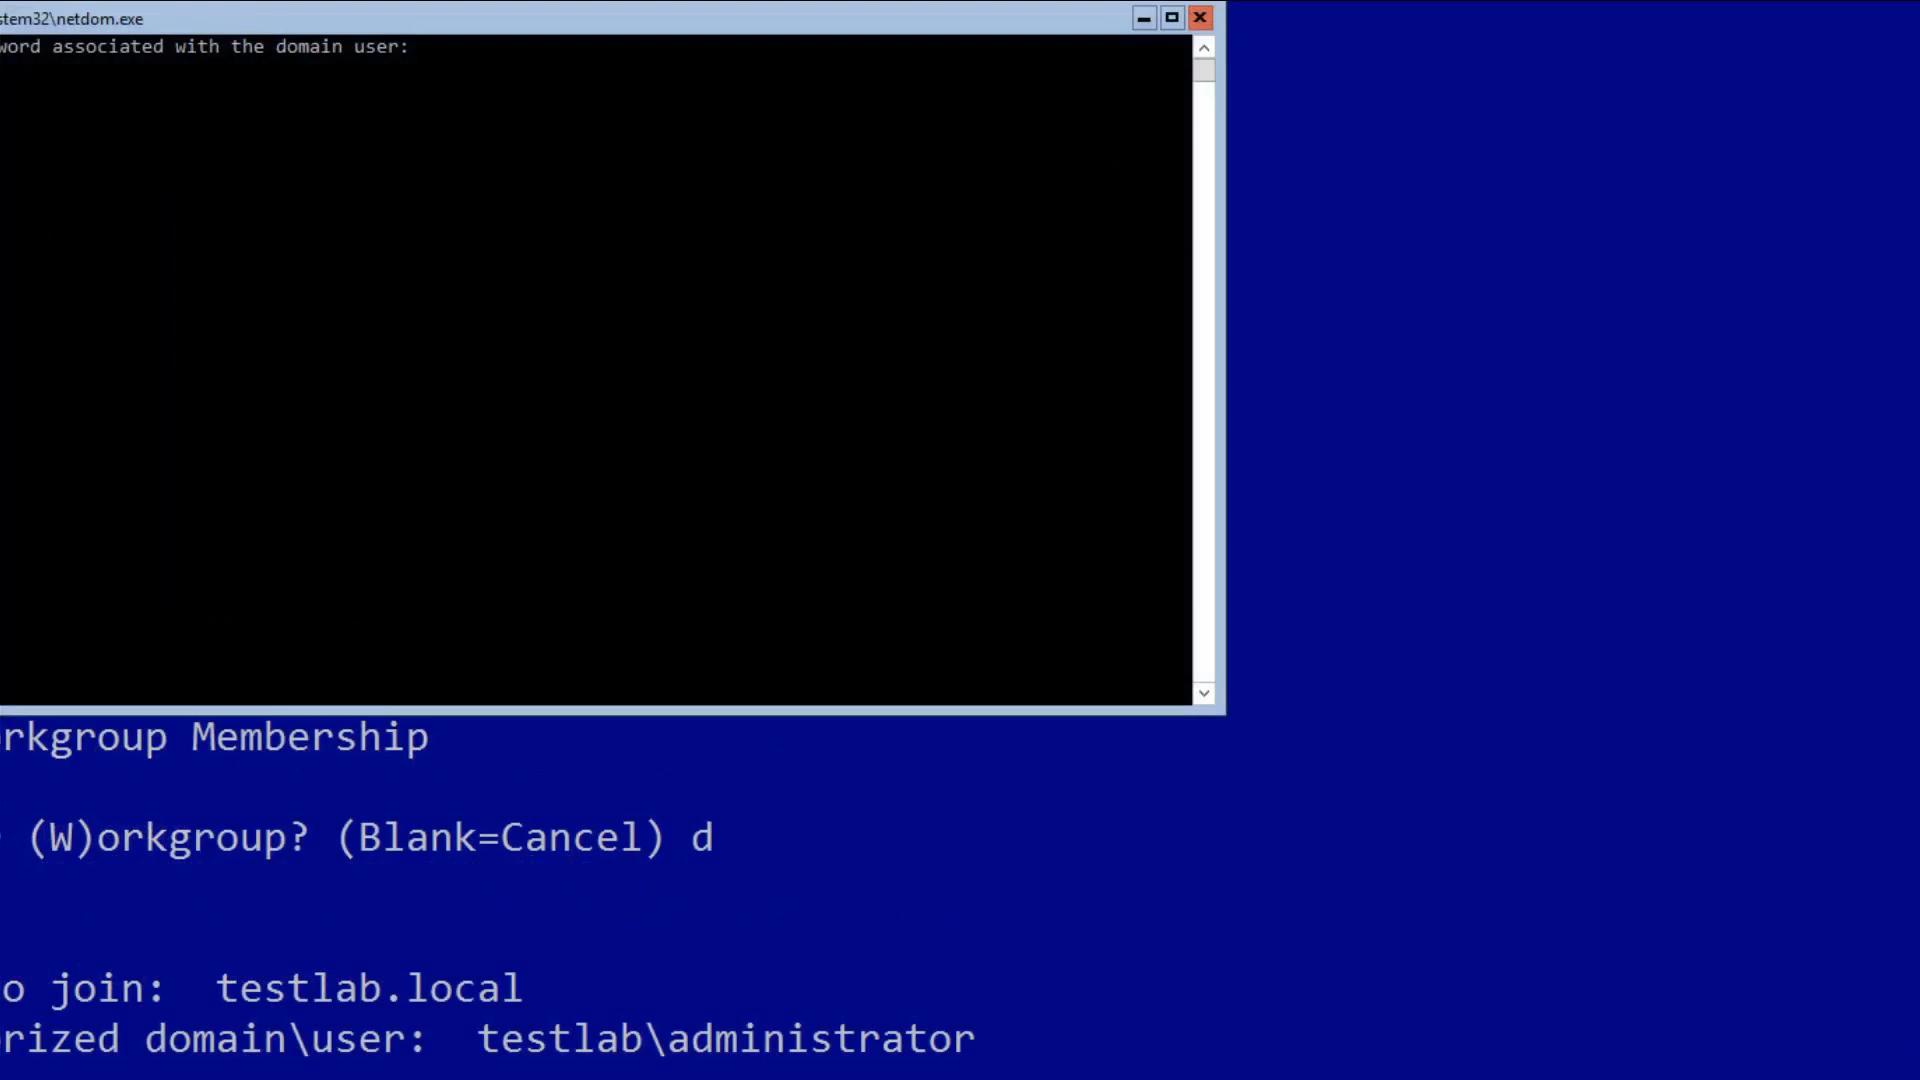 stem32\netdom.exe
word associated with the domain user:
orkgroup Membership
(W)orkgroup? (Blank=Cancel) d
o join:  testlab.local
rized domain\user:  testlab\administrator